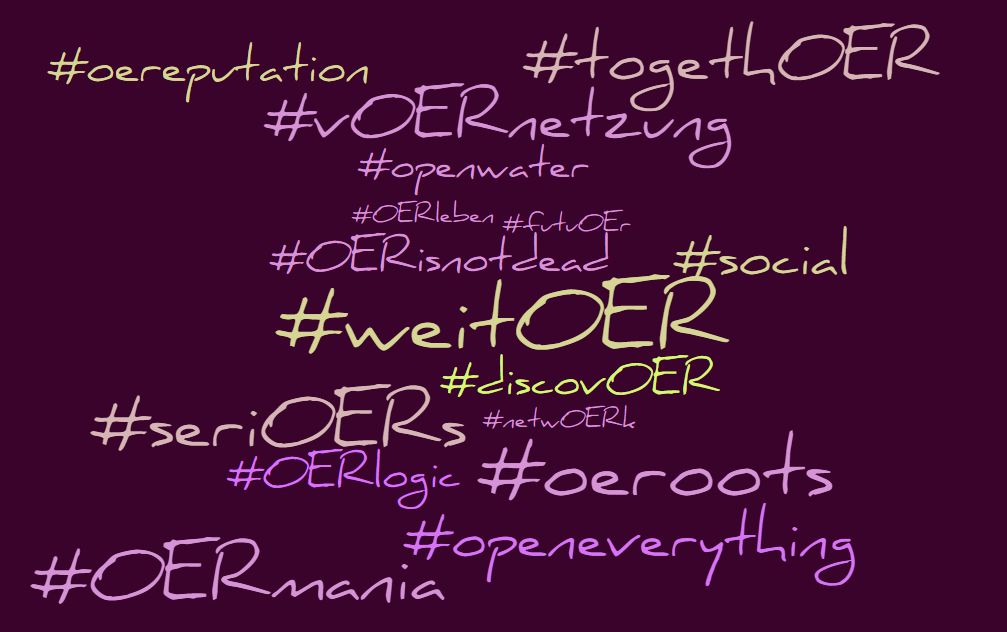 #oereputation
#togethOER
#vOERnetzung
#openwater
#OERleben
#futuOEr
#OERisnotdead
#social
#weitOER
#discovOER
#seriOERs
#netwOERk
#OERlogic
#oeroots
#openeverything
#OERmania